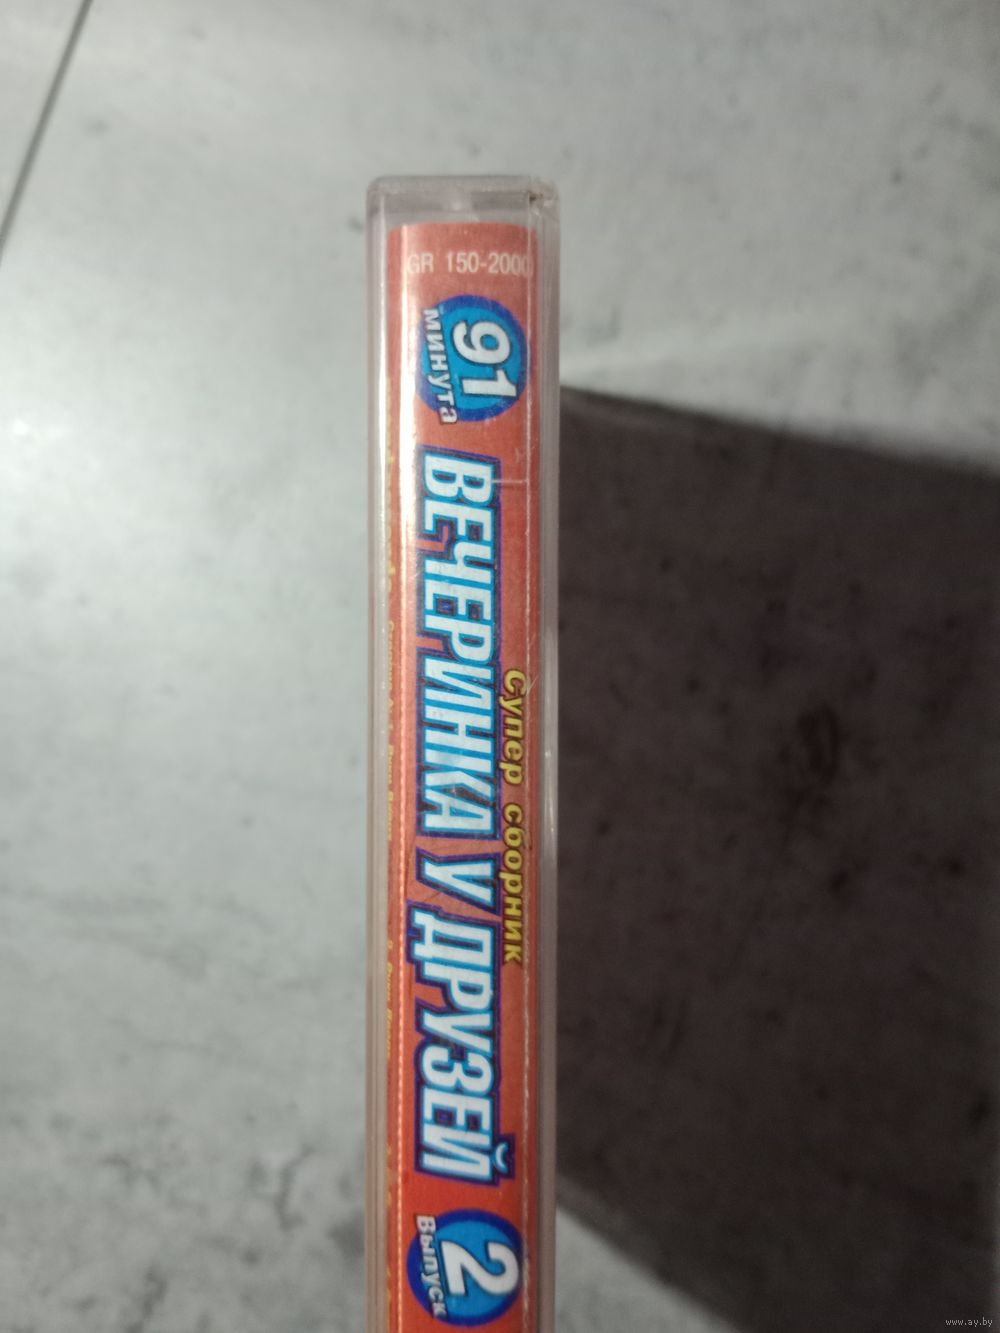 GR 150-2000
91
минута
Супер сборник
ВЕЧЕРИНКА У ДРУЗЕЙ
2
Выпуск
www.ay.by